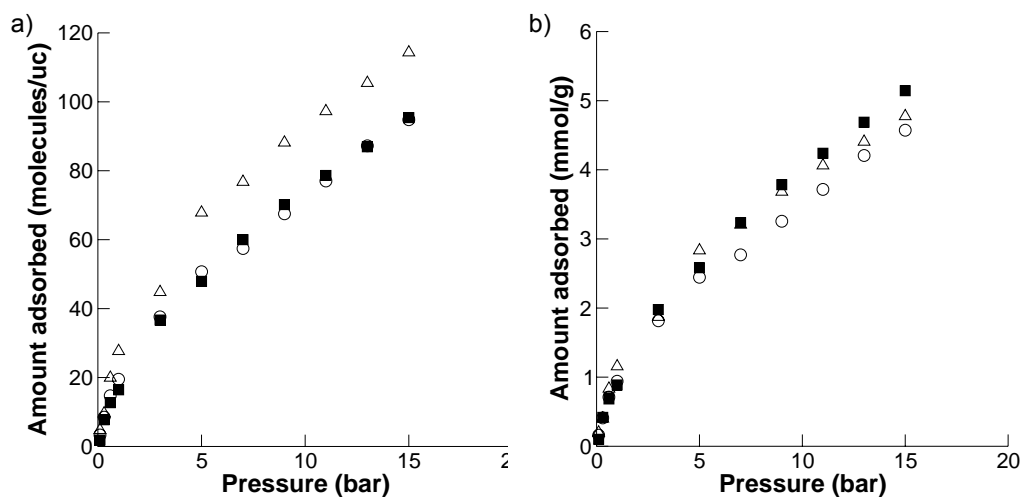 a)
Amount adsorbed (molecules/uc)
120
100
80
60
40
20
0
0 5 10 15 2
Pressure (bar)
b)
Amount adsorbed (mmol/g)
6
5
4
3
2
1
0
0 5 10 15 20
Pressure (bar)